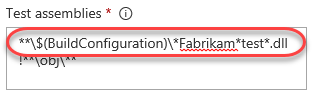 Test assemblies *
**\$(BuildConfiguration)\*Fabrikam*test*.dll
!**\obj\**